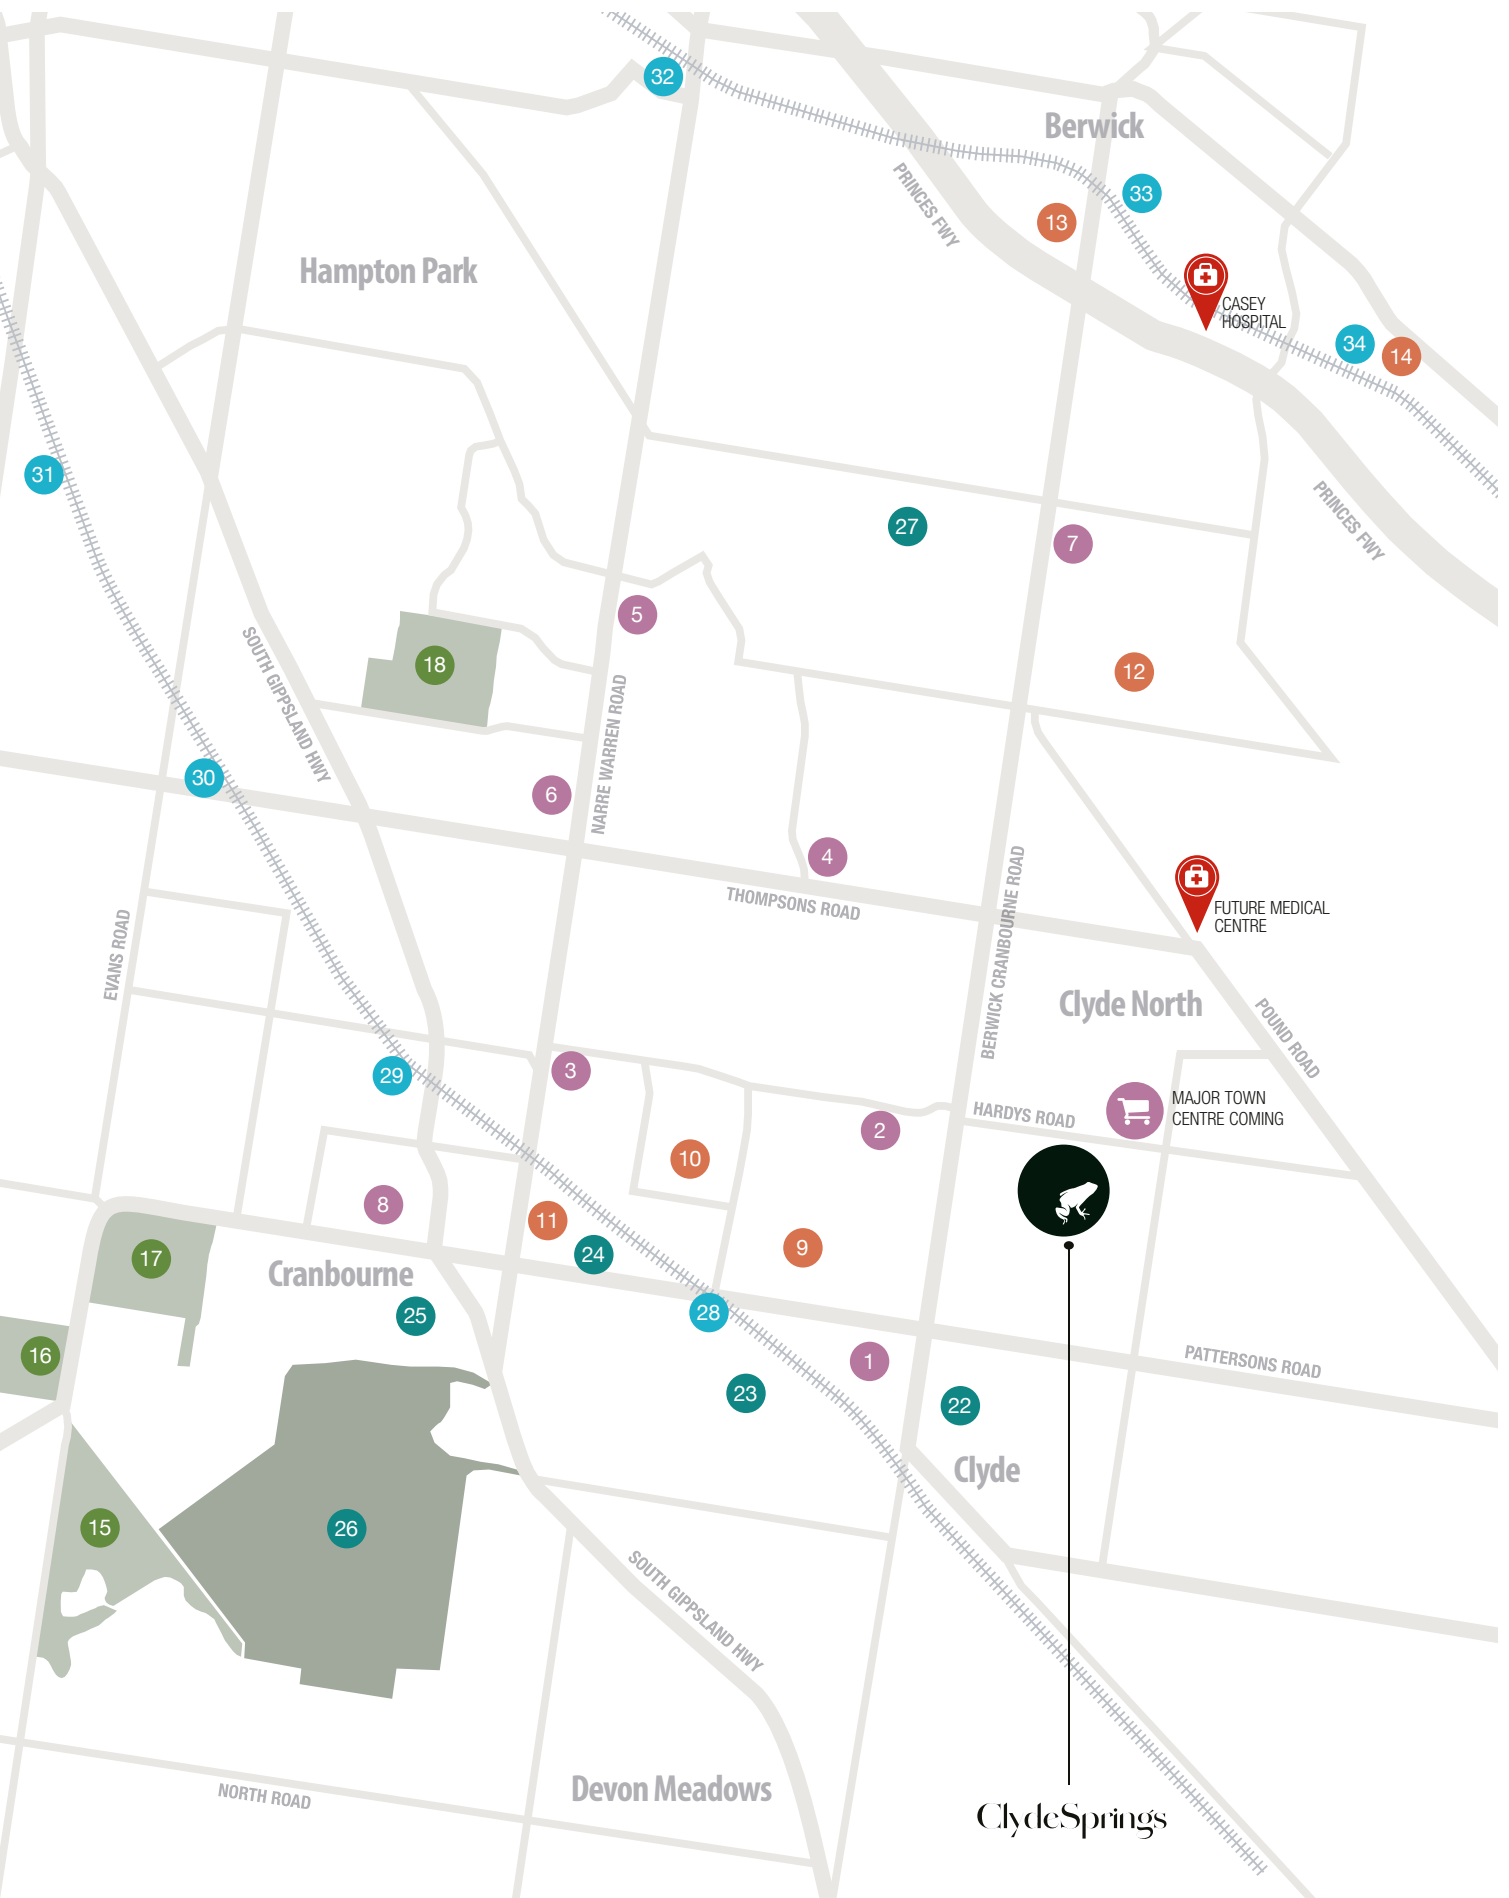 32
Berwick
33
13
PRINCES FWY
Hampton Park
CASEY
HOSPITAL
34
14
31
PRINCES FWY
27
7
5
18
12
SOUTH GIPPSLAND HWY
NARRE WARREN ROAD
30
6
4
THOMPSONS ROAD
BERWICK CRANBOURNE ROAD
FUTURE MEDICAL
CENTRE
EVANS ROAD
Clyde North
POUND ROAD
29
3
HARDYS ROAD
MAJOR TOWN
CENTRE COMING
2
10
8
11
24
9
17
Cranbourne
25
28
16
1
PATTERSONS ROAD
23
22
Clyde
15
26
SOUTH GIPPSLAND HWY
NORTH ROAD
Devon Meadows
ClydeSprings